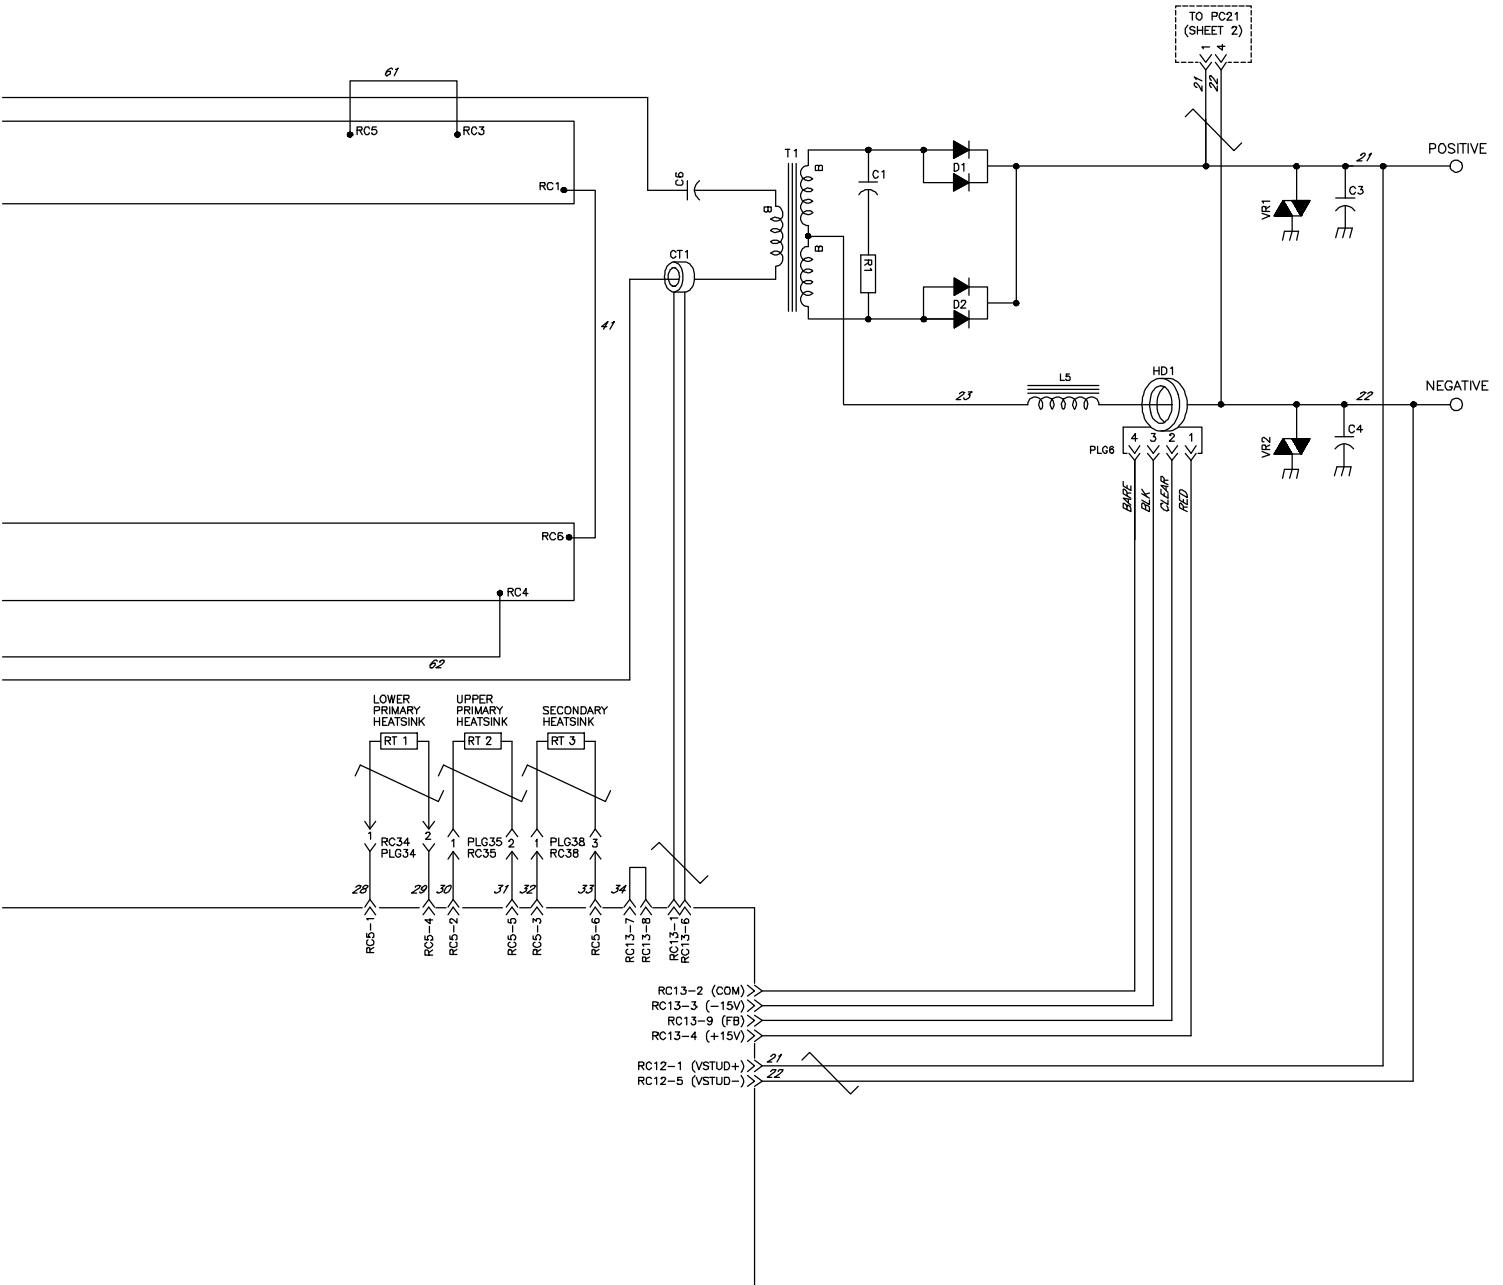 TO PC21
(SHEET 2)
1 4
21 22
61
RC5
RC3
RC1
C6
T1
B
B
B
C1
R1
D1
D2
21
POSITIVE
VR1
C3
CT1
41
23
L5
HD1
22
NEGATIVE
VR2
C4
PLG6
4 3 2 1
BARE
BLK
CLEAR
RED
RC6
RC4
62
LOWER
PRIMARY
HEATSINK
UPPER
PRIMARY
HEATSINK
SECONDARY
HEATSINK
RT 1
RT 2
RT 3
1
RC34
PLG34
2
1
PLG35
RC35
2
1
PLG38
RC38
3
28
29
30
31
32
33
34
RC5-1
RC5-4
RC5-2
RC5-5
RC5-3
RC5-6
RC13-7
RC13-8
RC13-1
RC13-6
RC13-2 (COM)
RC13-3 (-15V)
RC13-9 (FB)
RC13-4 (+15V)
RC12-1 (VSTUD+) 21
RC12-5 (VSTUD-) 22